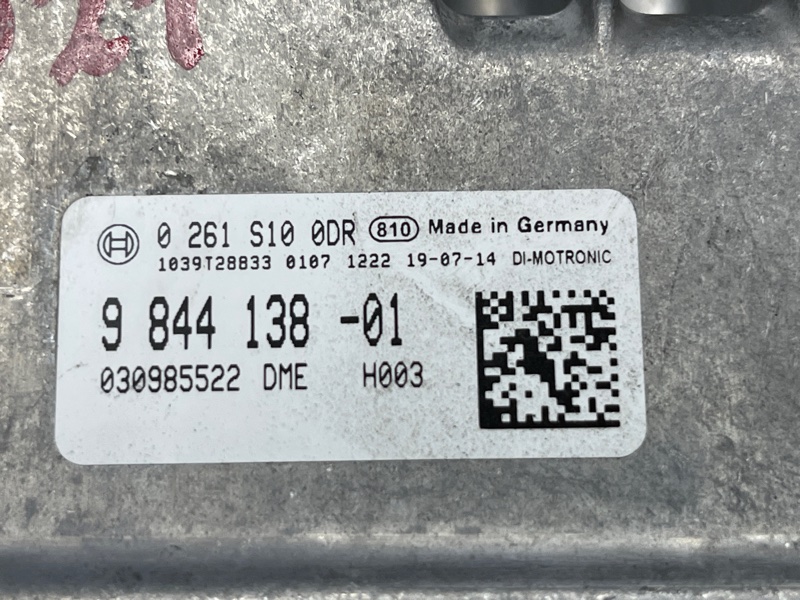 0 261 S10 0DR 810 Made in Germany
1039T28833 0107 1222 19-07-14 DI-MOTRONIC
9 844 138 -01
030985522 DME H003